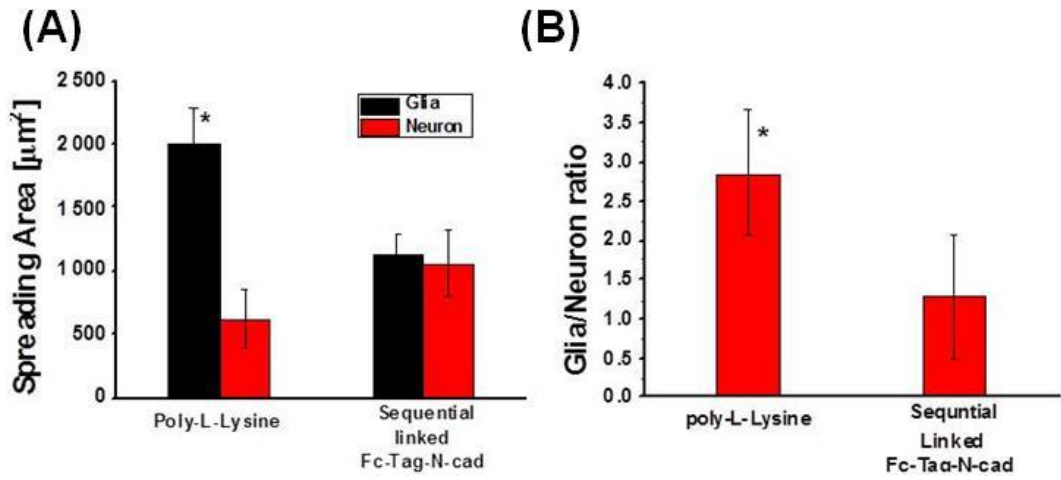 (A)
Spreading Area [μm²]
2 500
2 000
1 500
1 000
500
0
*
Glia
Neuron
Poly-L-Lysine
Sequential
linked
Fc-Tag-N-cad
(B)
Glia/Neuron ratio
4.0
3.5
3.0
2.5
2.0
1.5
1.0
0.5
0.0
*
poly-L-Lysine
Sequntial
Linked
Fc-Tag-N-cad